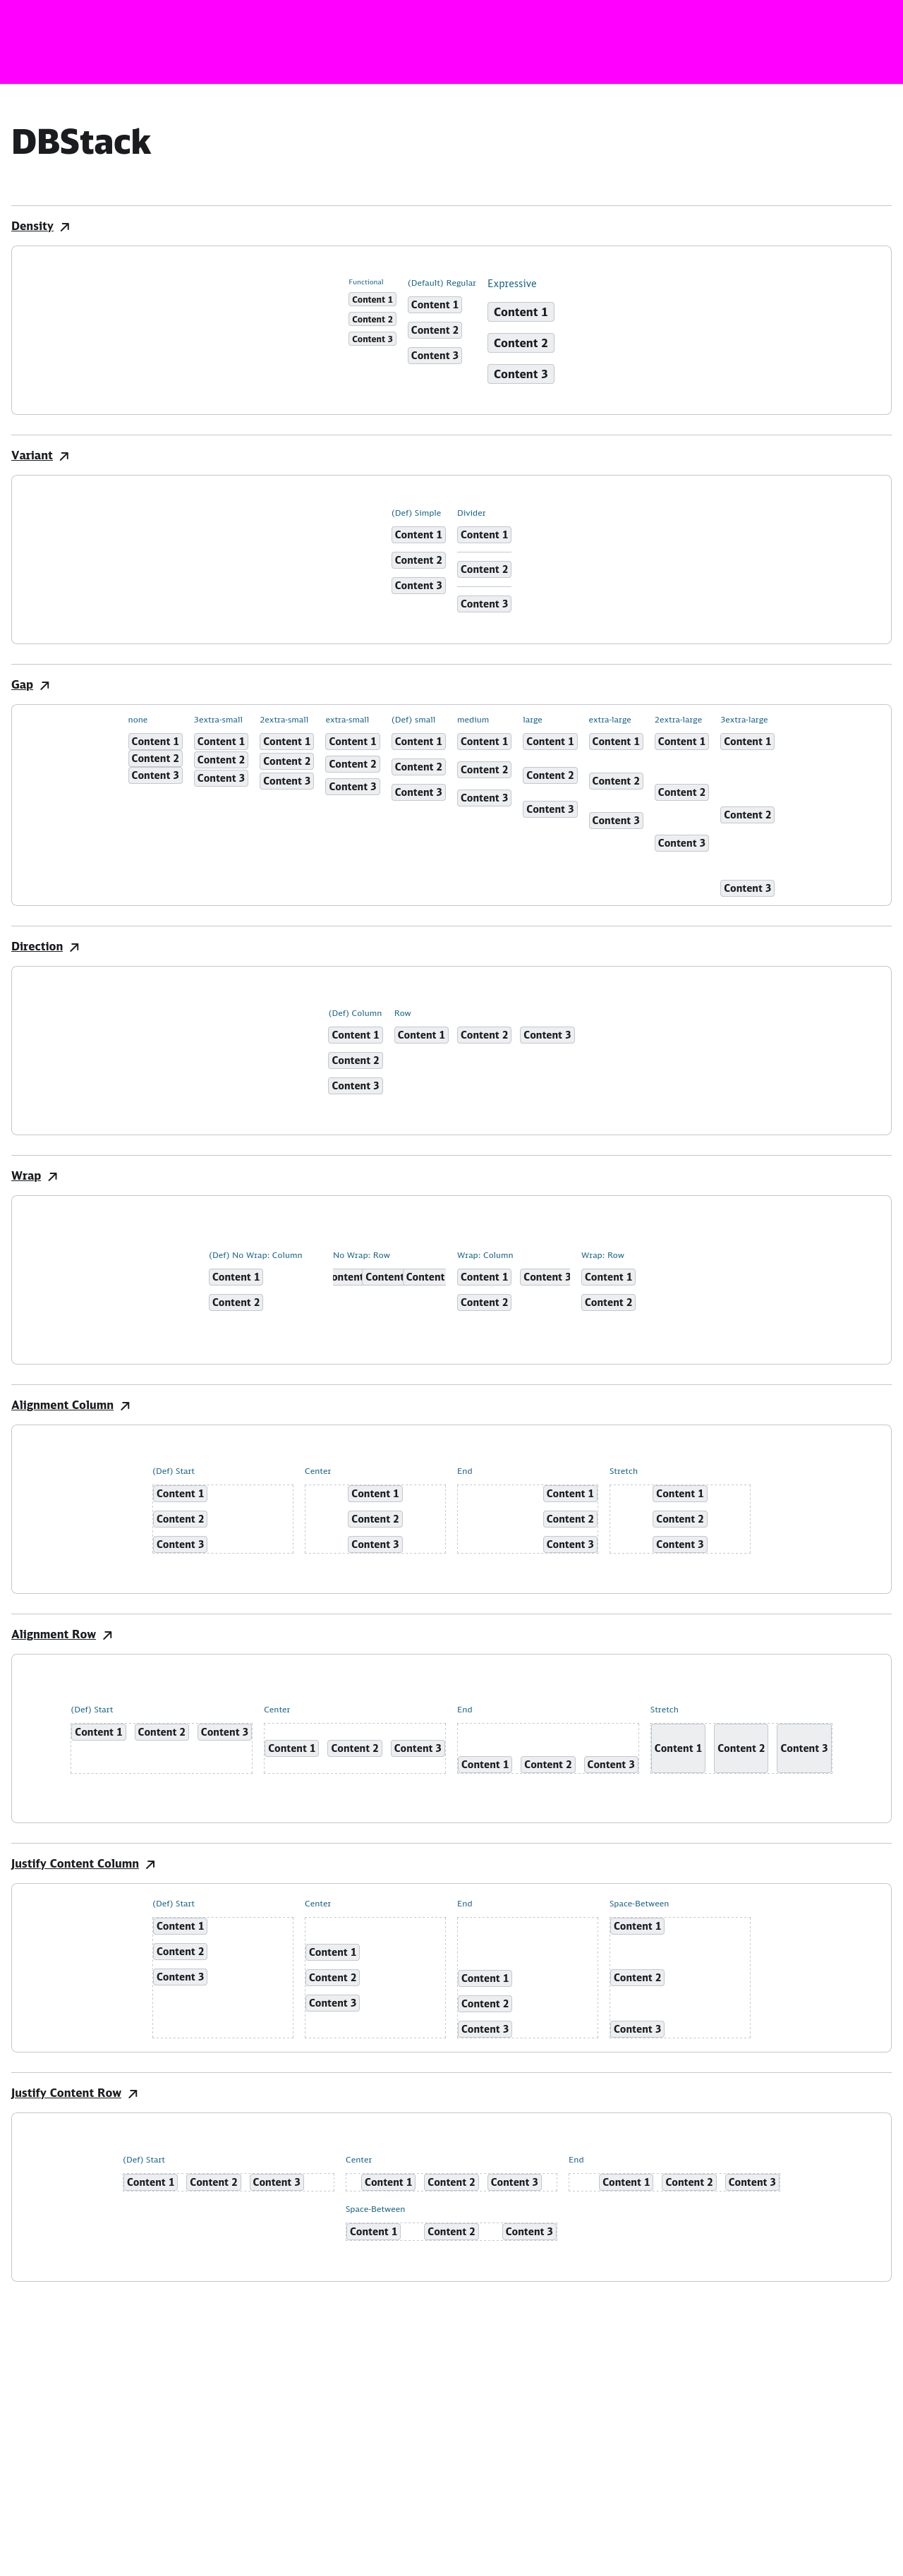 DBStack
Density
Functional (Default) Regular Expressive
Content 1 Content 1 Content 1
Content 2 Content 2 Content 2
Content 3 Content 3 Content 3
Variant
(Def) Simple Divider
Content 1 Content 1
Content 2 Content 2
Content 3 Content 3
Gap
none 3extra-small 2extra-small extra-small (Def) small medium large extra-large 2extra-large 3extra-large
Content 1 Content 1 Content 1 Content 1 Content 1 Content 1 Content 1 Content 1 Content 1 Content 1
Content 2 Content 2 Content 2 Content 2 Content 2 Content 2 Content 2 Content 2 Content 2 Content 2
Content 3 Content 3 Content 3 Content 3 Content 3 Content 3 Content 3 Content 3 Content 3 Content 3
Direction
(Def) Column Row
Content 1 Content 1 Content 2 Content 3
Content 2
Content 3
Wrap
(Def) No Wrap: Column No Wrap: Row Wrap: Column Wrap: Row
Content 1 ontent Content Content Content 1 Content 3 Content 1
Content 2 Content 2 Content 2
Alignment Column
(Def) Start Center End Stretch
Content 1 Content 1 Content 1 Content 1
Content 2 Content 2 Content 2 Content 2
Content 3 Content 3 Content 3 Content 3
Alignment Row
(Def) Start Center End Stretch
Content 1 Content 2 Content 3 Content 1 Content 2 Content 3 Content 1 Content 2 Content 3 Content 1 Content 2 Content 3
Justify Content Column
(Def) Start Center End Space-Between
Content 1 Content 1 Content 1 Content 1
Content 2 Content 2 Content 2 Content 2
Content 3 Content 3 Content 3 Content 3
Justify Content Row
(Def) Start Center End
Content 1 Content 2 Content 3 Content 1 Content 2 Content 3 Content 1 Content 2 Content 3
Space-Between
Content 1 Content 2 Content 3